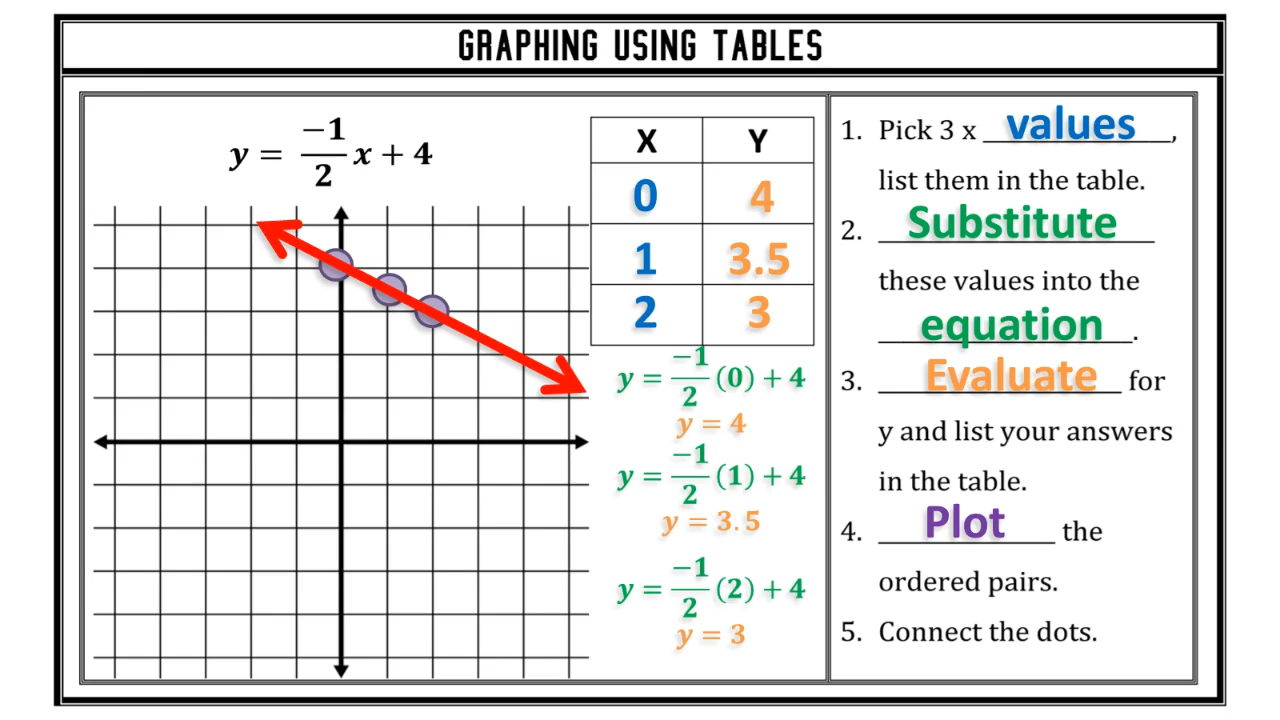 GRAPHING USING TABLES
y = −1/2 x + 4
X Y
0 4
1 3.5
2 3
y = −1/2 (0) + 4
y = 4
y = −1/2 (1) + 4
y = 3.5
y = −1/2 (2) + 4
y = 3
1. Pick 3 x values,
list them in the table.
2. Substitute
these values into the
equation.
3. Evaluate for
y and list your answers
in the table.
4. Plot the
ordered pairs.
5. Connect the dots.